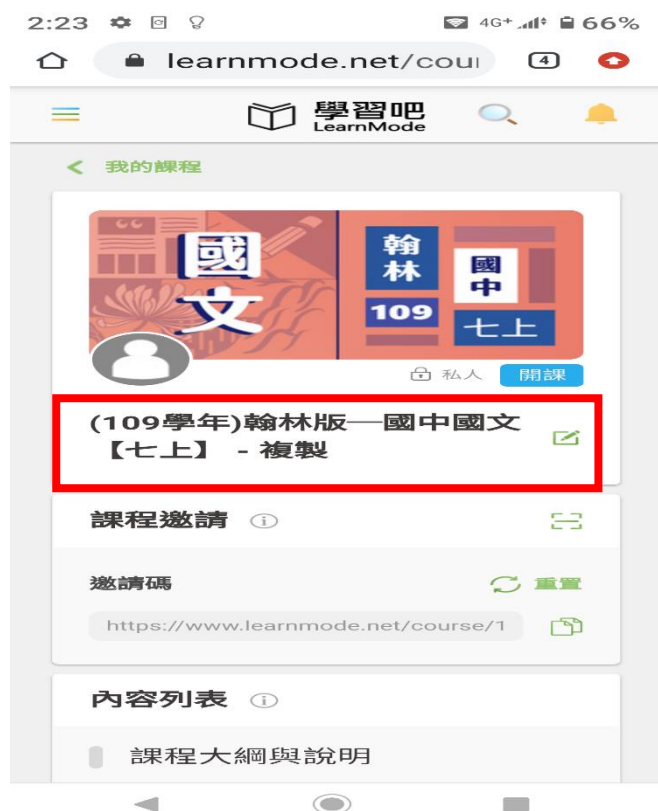 2:23 4G+ 66%
learnmode.net/cou 4
學習吧
LearnMode
我的課程
國文
翰林
109
國中
七上
私人 開課
(109學年)翰林版—國中國文
【七上】 - 複製
課程邀請
邀請碼 重置
https://www.learnmode.net/course/1
內容列表
課程大綱與說明